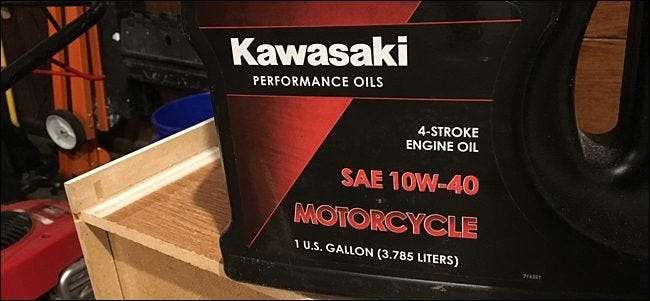 Kawasaki
PERFORMANCE OILS
4-STROKE
ENGINE OIL
SAE 10W-40
MOTORCYCLE
1 U.S. GALLON (3.785 LITERS)